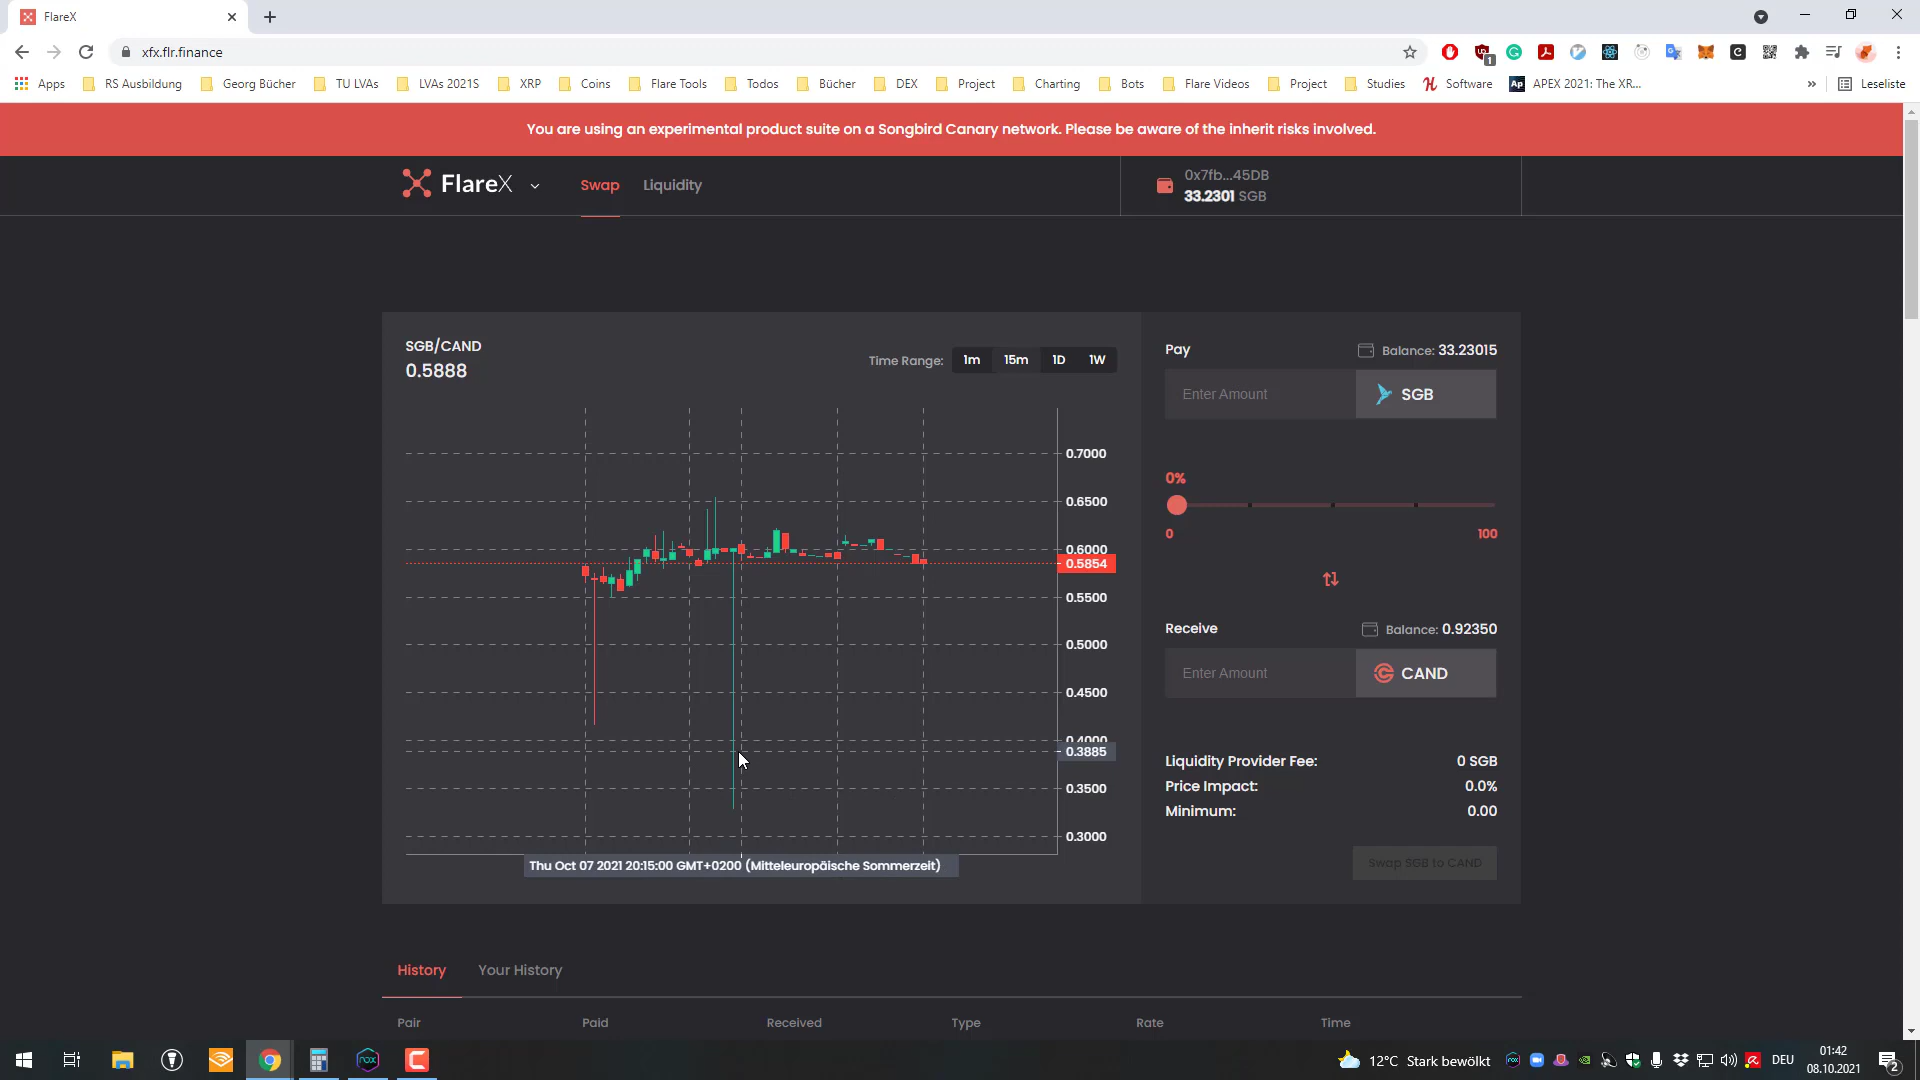 FlareX
xfx.flr.finance
1
Apps
RS Ausbildung
Georg Bücher
TU LVAs
LVAs 2021S
XRP
Coins
Flare Tools
Todos
Bücher
DEX
Project
Charting
Bots
Flare Videos
Project
Studies
Software
Ap
APEX 2021: The XR...
»
Leseliste
You are using an experimental product suite on a Songbird Canary network. Please be aware of the inherit risks involved.
FlareX
Swap
Liquidity
0x7fb...45DB
33.2301 SGB
SGB/CAND
0.5888
Time Range:
1m
15m
1D
1W
0.7000
0.6500
0.6000
0.5854
0.5500
0.5000
0.4500
0.4000
0.3885
0.3500
0.3000
Thu Oct 07 2021 20:15:00 GMT+0200 (Mitteleuropäische Sommerzeit)
Pay
Balance: 33.23015
Enter Amount
SGB
0%
0
100
Receive
Balance: 0.92350
Enter Amount
CAND
Liquidity Provider Fee:
0 SGB
Price Impact:
0.0%
Minimum:
0.00
Swap SGB to CAND
History
Your History
Pair
Paid
Received
Type
Rate
Time
nox
12°C Stark bewölkt
DEU
01:42
08.10.2021
2